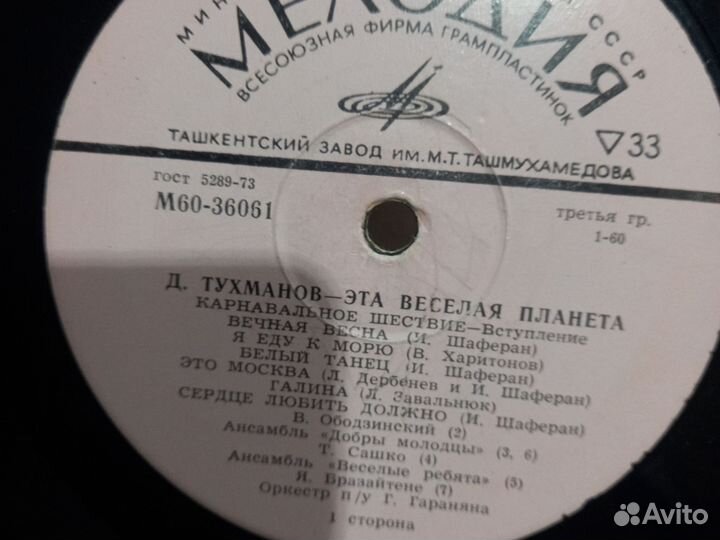 МИН СССР
МЕЛОДИЯ
ВСЕСОЮЗНАЯ ФИРМА ГРАМПЛАСТИНОК
ТАШКЕНТСКИЙ ЗАВОД ИМ. М.Т. ТАШМУХАМЕДОВА
▽33
гост 5289-73
М60-36061
третья гр.
1-60
Д. ТУХМАНОВ—ЭТА ВЕСЕЛАЯ ПЛАНЕТА
КАРНАВАЛЬНОЕ ШЕСТВИЕ—Вступление
ВЕЧНАЯ ВЕСНА (И. Шаферан)
Я ЕДУ К МОРЮ (В. Харитонов)
БЕЛЫЙ ТАНЕЦ (И. Шаферан)
ЭТО МОСКВА (Л. Дербенев и И. Шаферан)
ГАЛИНА (Л. Завальнюк)
СЕРДЦЕ ЛЮБИТЬ ДОЛЖНО (И. Шаферан)
В. Ободзинский (2)
Ансамбль «Добры молодцы» (3, 6)
Т. Сашко (4)
Ансамбль «Веселые ребята» (5)
Я. Бразайтене (7)
Оркестр п/у Г. Гараняна
1 сторона
Avito